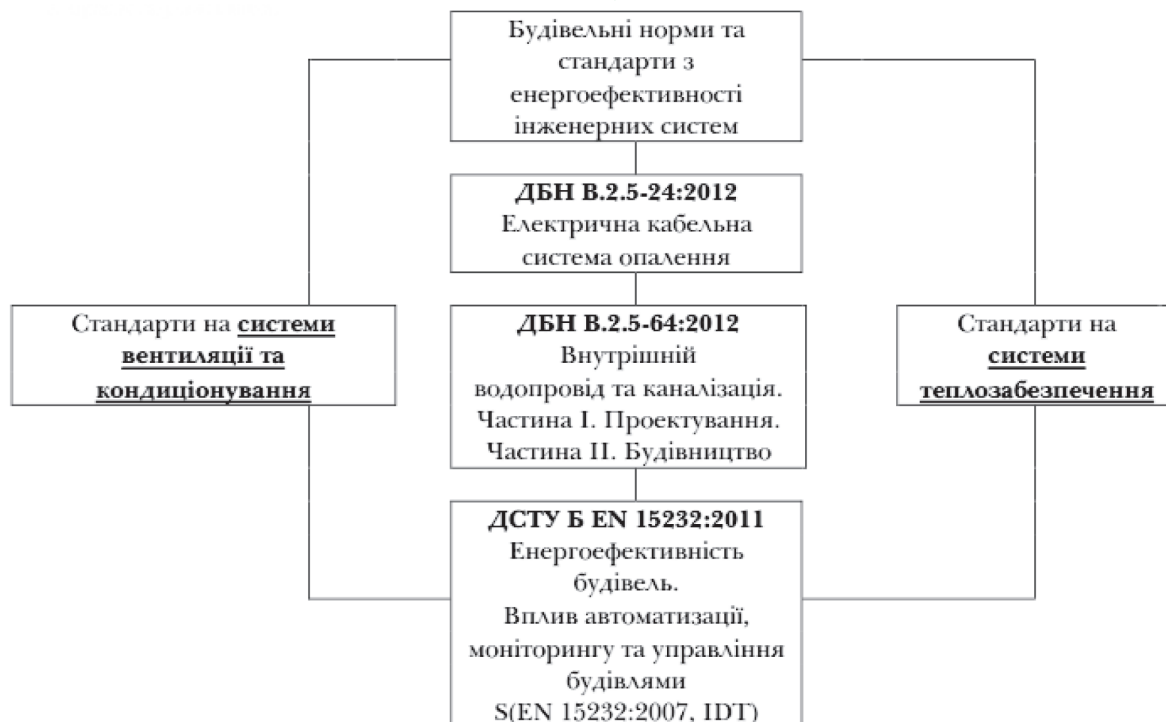 Будівельні норми та
стандарти з
енергоефективності
інженерних систем
ДБН В.2.5-24:2012
Електрична кабельна
система опалення
Стандарти на системи
вентиляції та
кондиціонування
ДБН В.2.5-64:2012
Внутрішній
водопровід та каналізація.
Частина І. Проектування.
Частина ІІ. Будівництво
Стандарти на
системи
теплозабезпечення
ДСТУ Б EN 15232:2011
Енергоефективність
будівель.
Вплив автоматизації,
моніторингу та управління
будівлями
S(EN 15232:2007, IDT)